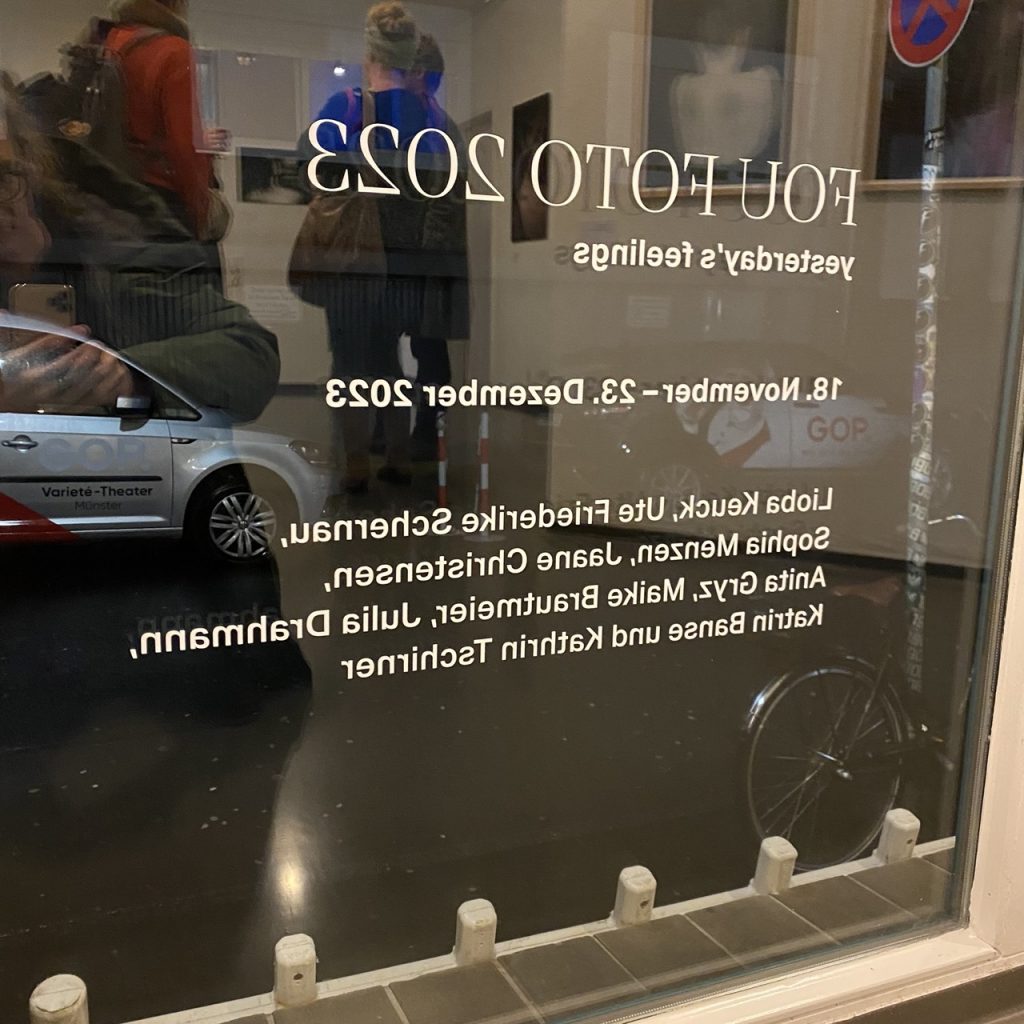 FOU FOTO 2023
yesterday's feelings
18. November – 23. Dezember 2023
Lioba Keuck, Ute Friederike Schernau,
Sophia Menzen, Jaane Christensen,
Anita Gryz, Maike Brautmeier, Julia Drahmann,
Katrin Banse und Kathrin Tschirner
GOP.
Varieté-Theater
Münster
GOP.